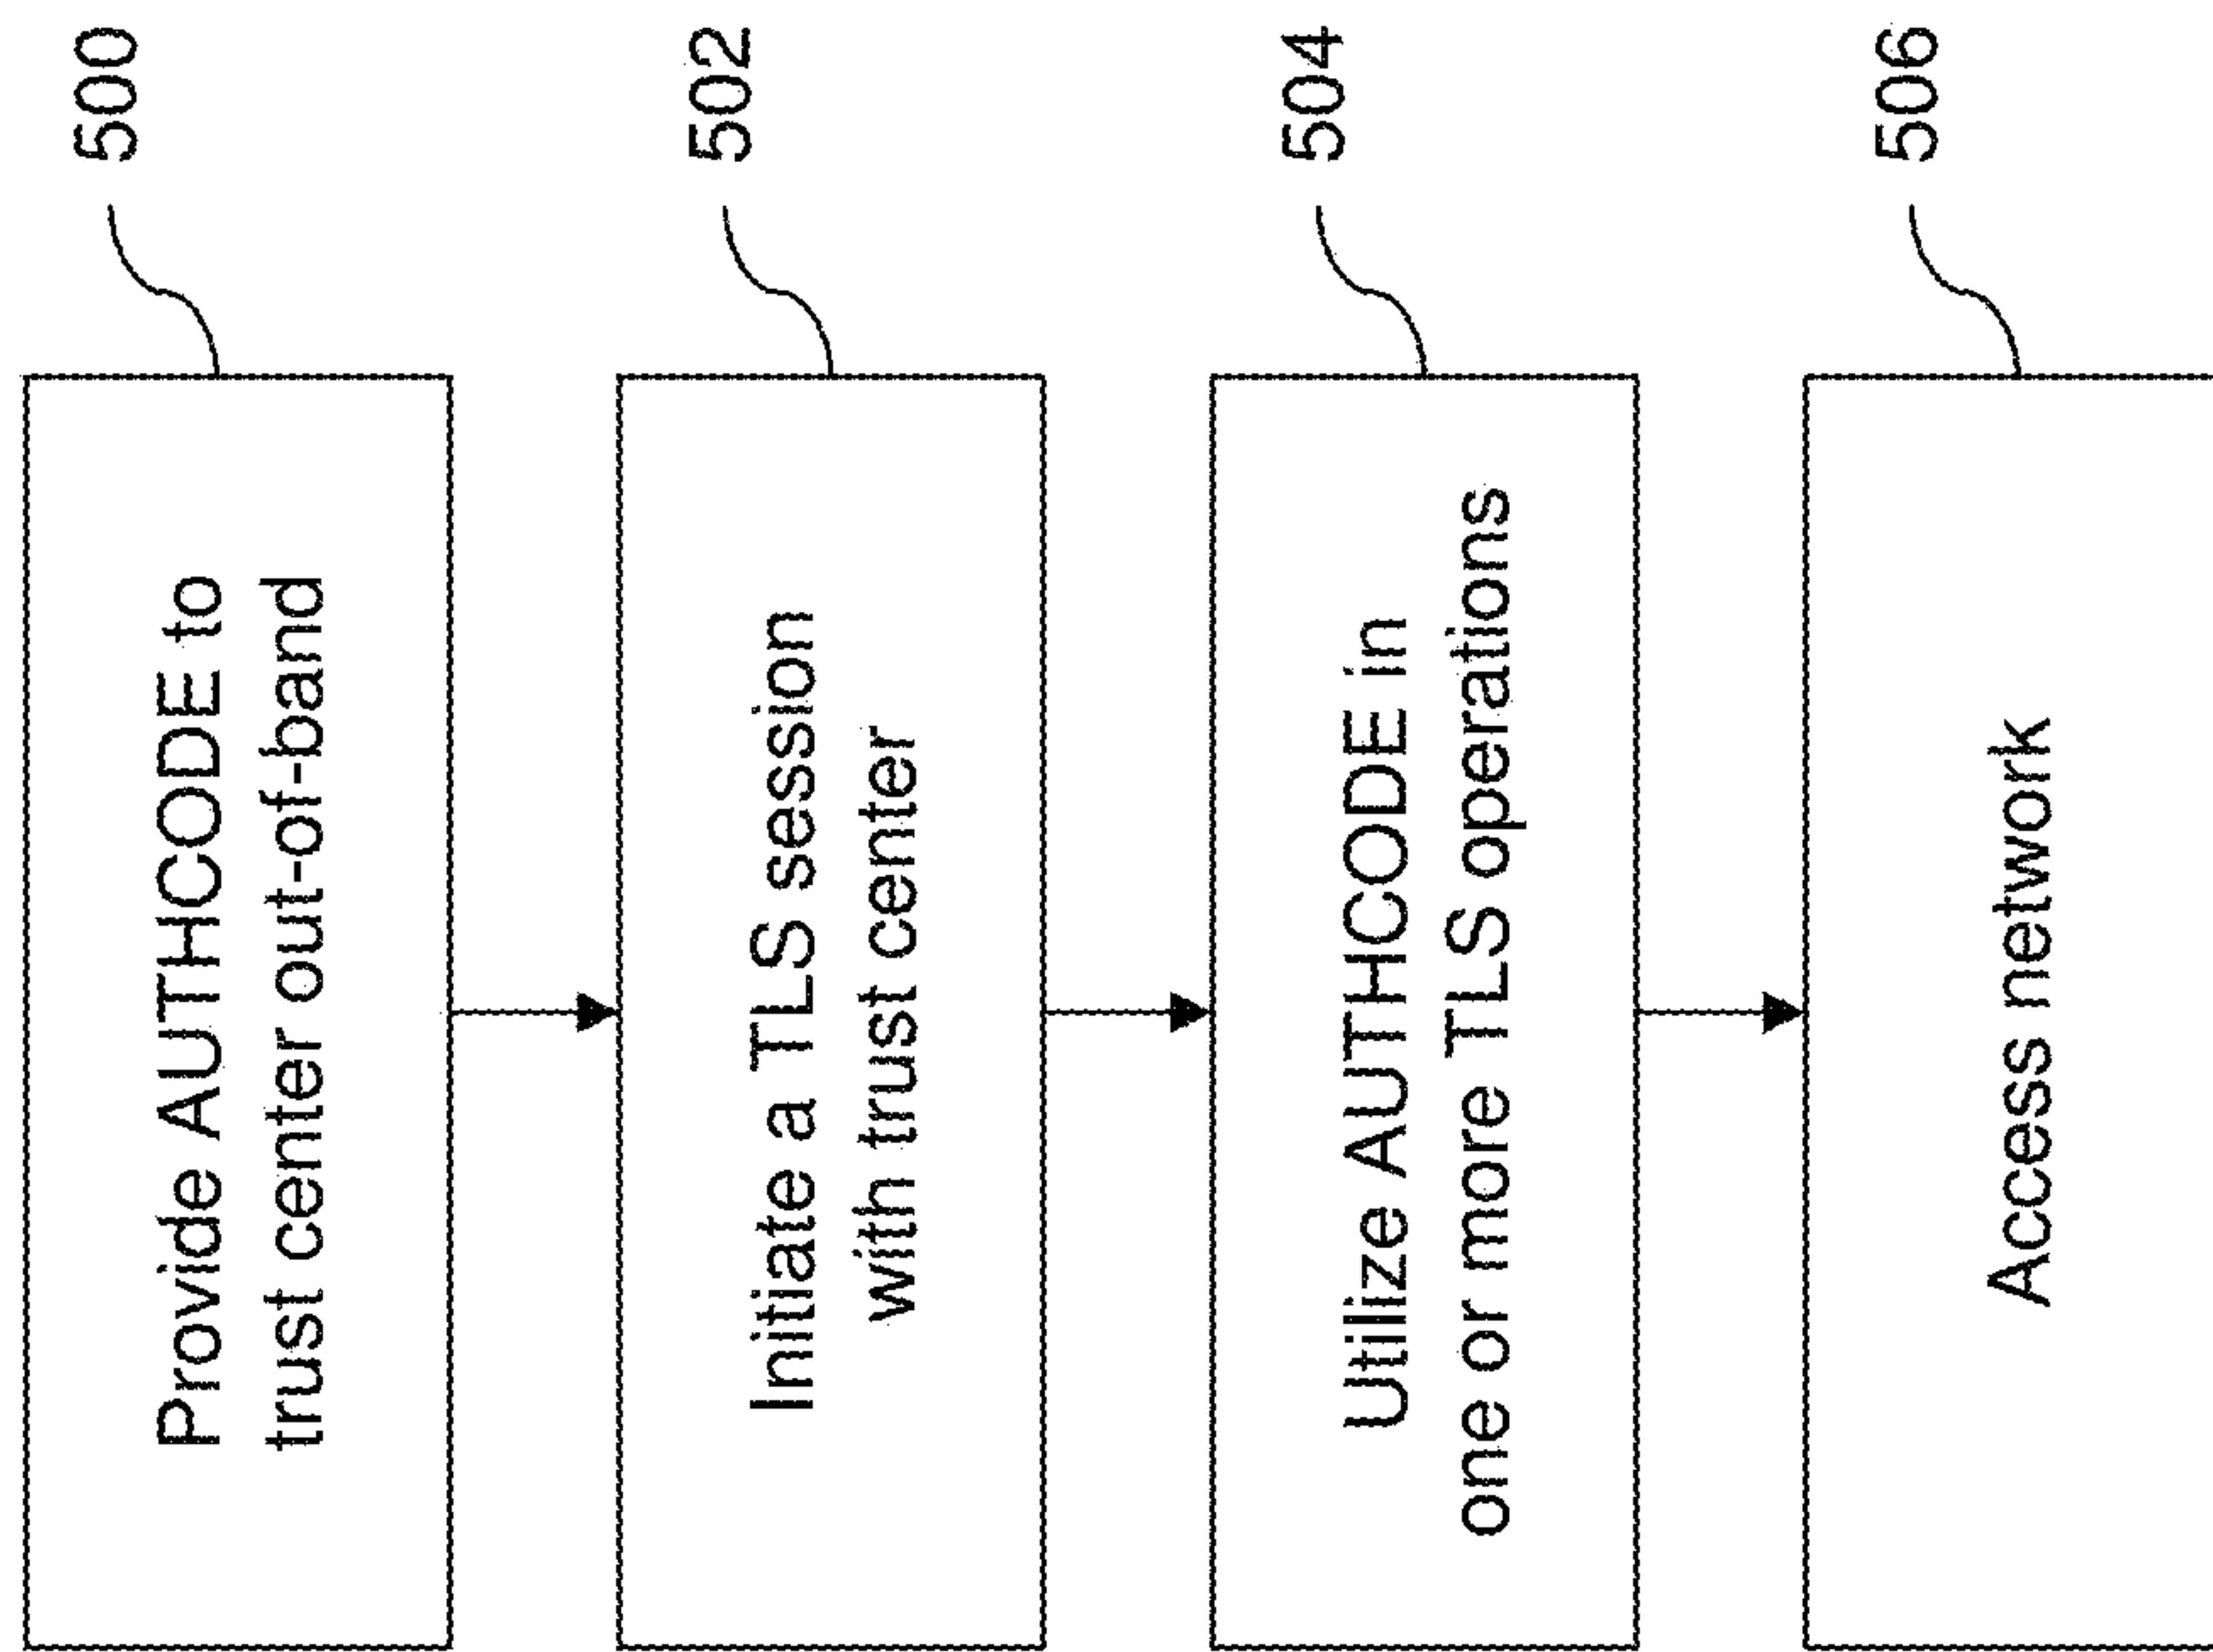 500
Provide AUTHCODE to
trust center out-of-band
502
Initiate a TLS session
with trust center
504
Utilize AUTHCODE in
one or more TLS operations
506
Access network